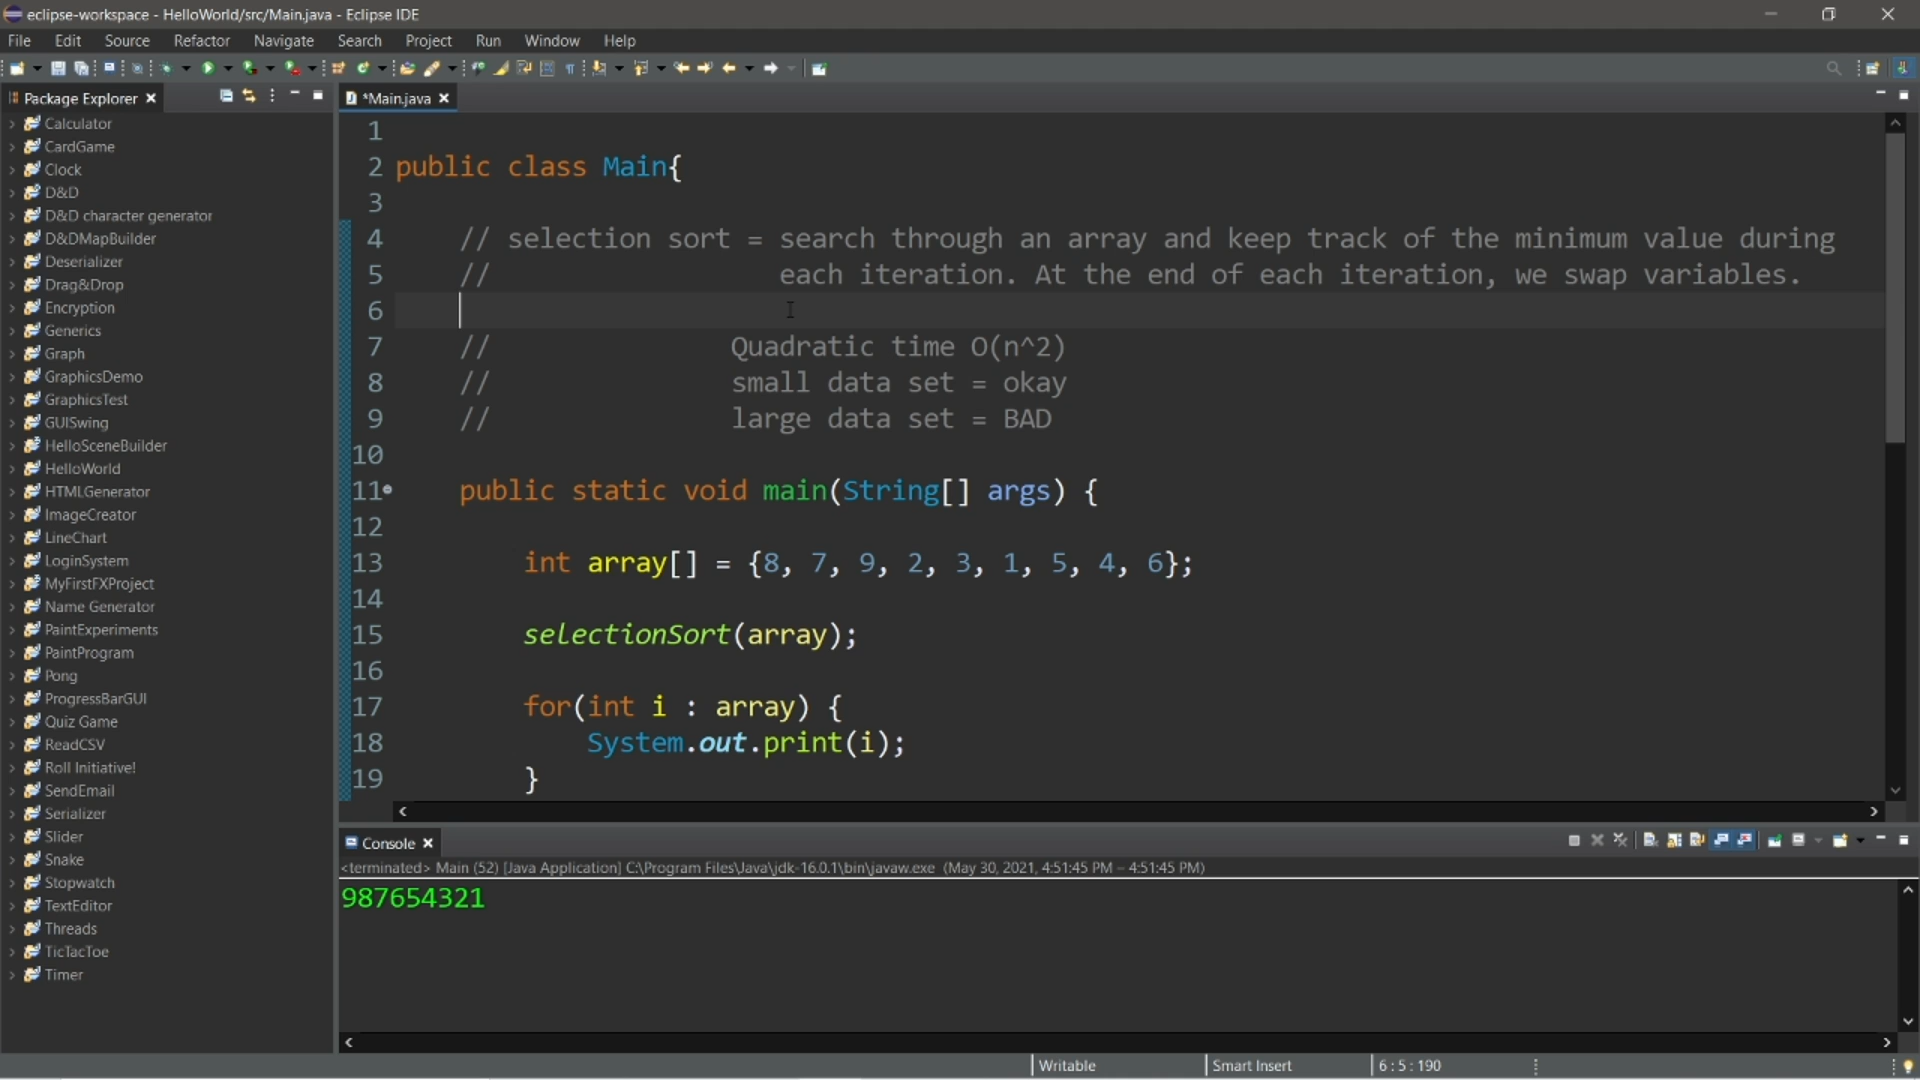 eclipse-workspace - HelloWorld/src/Main.java - Eclipse IDE
File Edit Source Refactor Navigate Search Project Run Window Help
Package Explorer
Calculator
CardGame
Clock
D&D
D&D character generator
D&DMapBuilder
Deserializer
Drag&Drop
Encryption
Generics
Graph
GraphicsDemo
GraphicsTest
GUISwing
HelloSceneBuilder
HelloWorld
HTMLGenerator
ImageCreator
LineChart
LoginSystem
MyFirstFXProject
Name Generator
PaintExperiments
PaintProgram
Pong
ProgressBarGUI
Quiz Game
ReadCSV
Roll Initiative!
SendEmail
Serializer
Slider
Snake
Stopwatch
TextEditor
Threads
TicTacToe
Timer
*Main.java
1
2 public class Main{
3
4 // selection sort = search through an array and keep track of the minimum value during
5 // each iteration. At the end of each iteration, we swap variables.
6
7 // Quadratic time O(n^2)
8 // small data set = okay
9 // large data set = BAD
10
11 public static void main(String[] args) {
12
13 int array[] = {8, 7, 9, 2, 3, 1, 5, 4, 6};
14
15 selectionSort(array);
16
17 for(int i : array) {
18 System.out.print(i);
19 }
Console
<terminated> Main (52) [Java Application] C:\Program Files\Java\jdk-16.0.1\bin\javaw.exe (May 30, 2021, 4:51:45 PM – 4:51:45 PM)
987654321
Writable Smart Insert 6 : 5 : 190